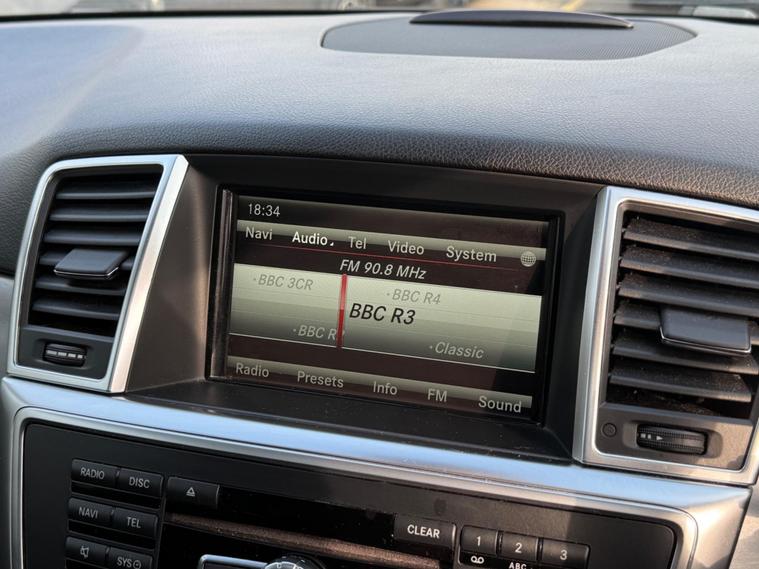 18:34
Navi Audio Tel Video System
FM 90.8 MHz
BBC 3CR BBC R4
BBC R3
BBC R Classic
Radio Presets Info FM Sound
RADIO DISC
NAVI TEL
SYS
CLEAR 1 2 3
ABC